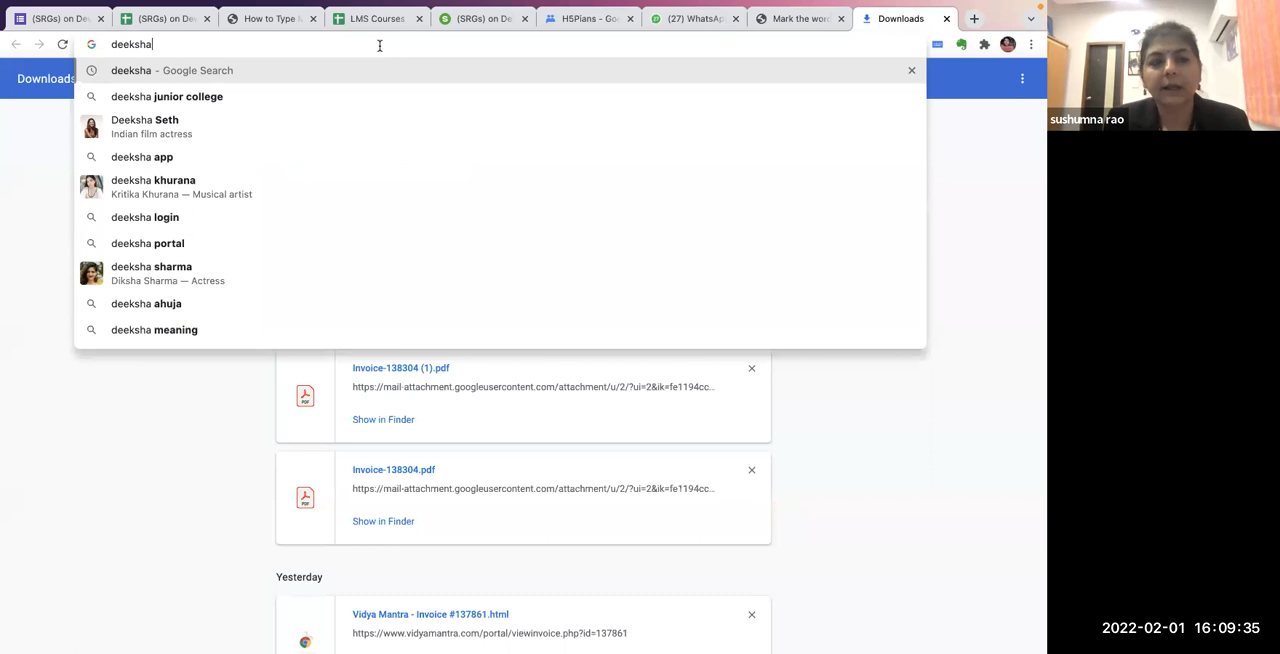 (SRGs) on De
(SRGs) on De
How to Type
LMS Courses
(SRGs) on De
H5Pians - Go
(27) WhatsAp
Mark the wor
Downloads
deeksha
Downloads
deeksha - Google Search
deeksha junior college
Deeksha Seth
Indian film actress
deeksha app
deeksha khurana
Kritika Khurana — Musical artist
deeksha login
deeksha portal
deeksha sharma
Diksha Sharma — Actress
deeksha ahuja
deeksha meaning
Invoice-138304 (1).pdf
https://mail-attachment.googleusercontent.com/attachment/u/2/?ui=2&ik=fe1194cc...
Show in Finder
Invoice-138304.pdf
https://mail-attachment.googleusercontent.com/attachment/u/2/?ui=2&ik=fe1194cc...
Show in Finder
Yesterday
Vidya Mantra - Invoice #137861.html
https://www.vidyamantra.com/portal/viewinvoice.php?id=137861
sushumna rao
2022-02-01 16:09:35